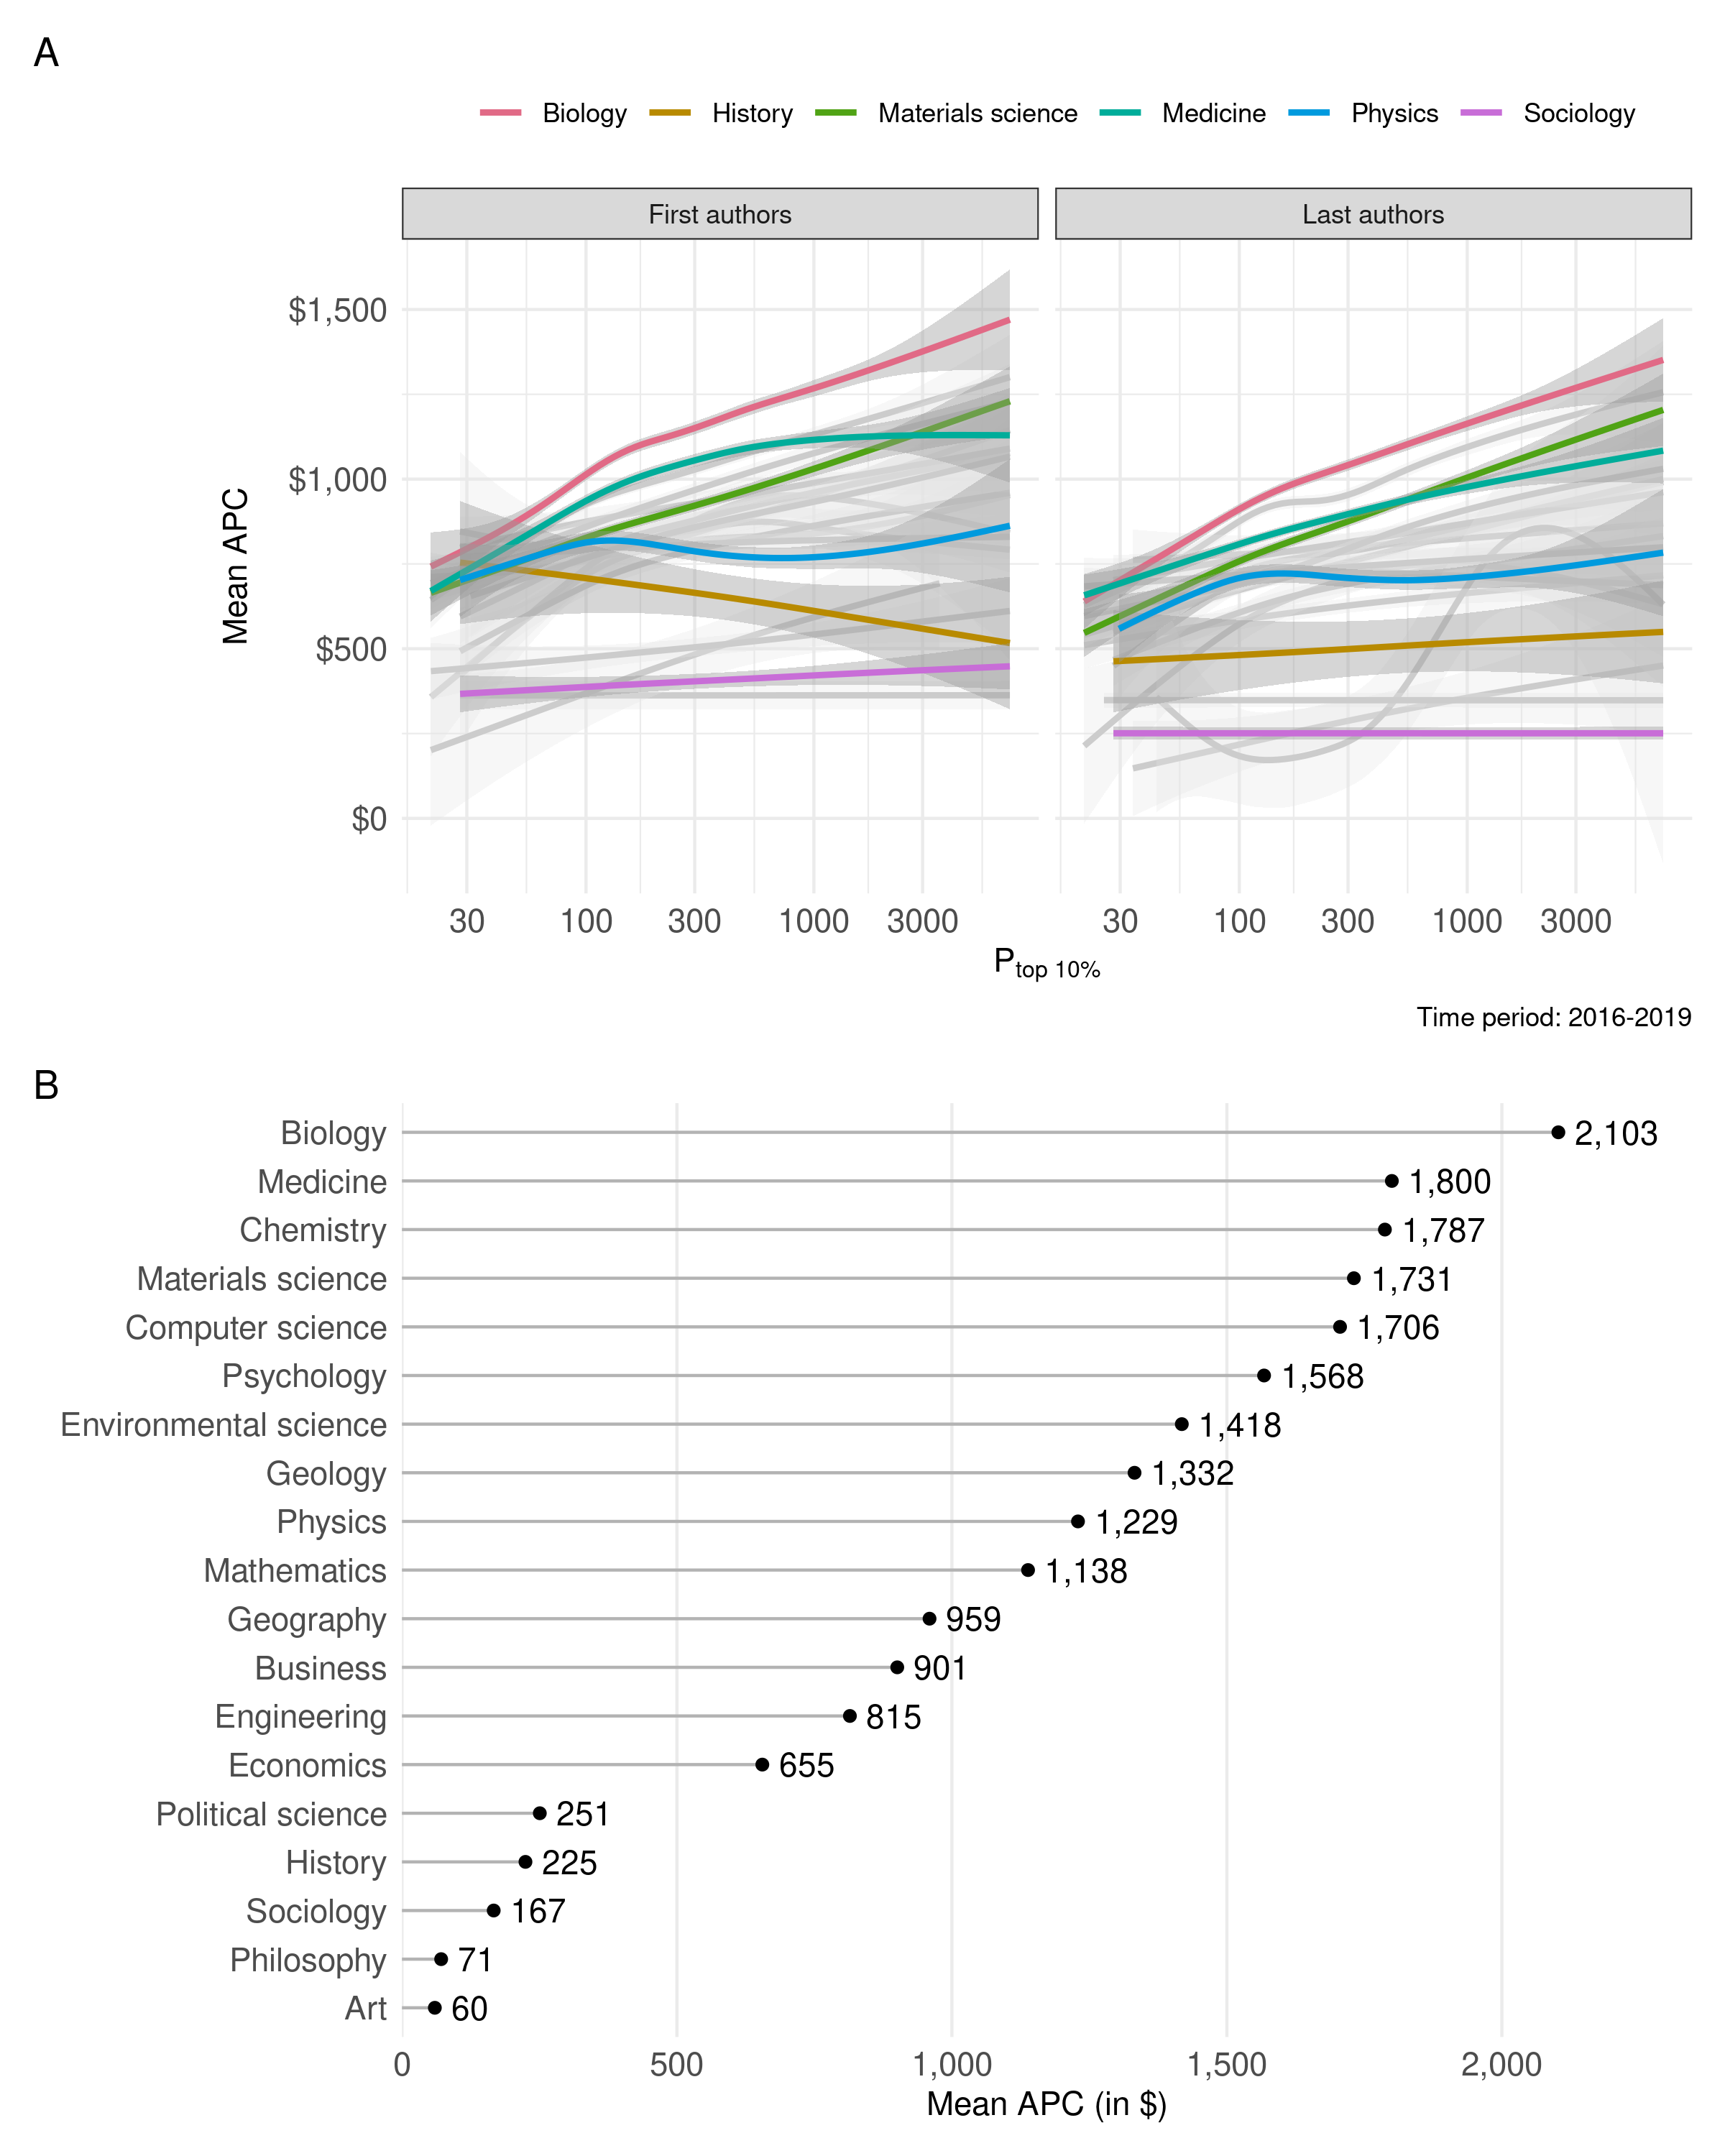 A
Biology History Materials science Medicine Physics Sociology
First authors Last authors
Mean APC
$1,500
$1,000
$500
$0
30 100 300 1000 3000 30 100 300 1000 3000
P top 10%
Time period: 2016-2019
B
Biology 2,103
Medicine 1,800
Chemistry 1,787
Materials science 1,731
Computer science 1,706
Psychology 1,568
Environmental science 1,418
Geology 1,332
Physics 1,229
Mathematics 1,138
Geography 959
Business 901
Engineering 815
Economics 655
Political science 251
History 225
Sociology 167
Philosophy 71
Art 60
0 500 1,000 1,500 2,000
Mean APC (in $)